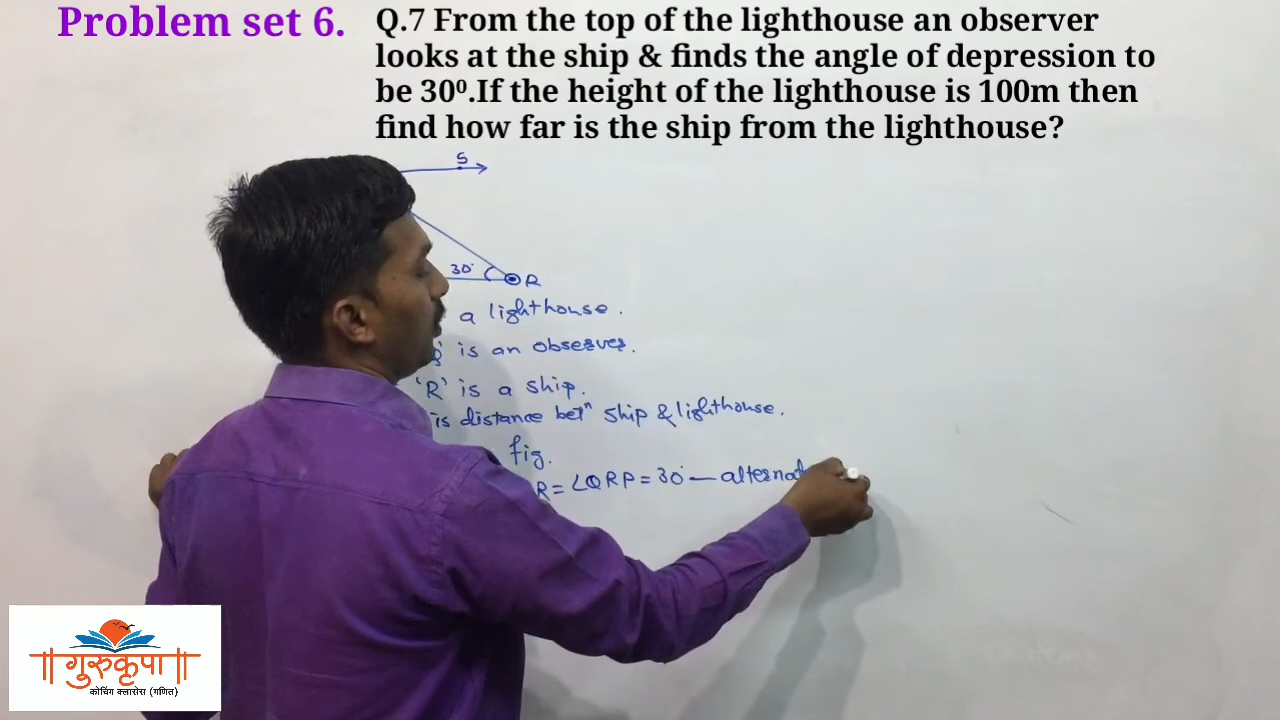 Problem set 6.
Q.7 From the top of the lighthouse an observer
looks at the ship & finds the angle of depression to
be 30⁰.If the height of the lighthouse is 100m then
find how far is the ship from the lighthouse?
S
30° R
a lighthouse.
is an observer.
'R' is a ship.
is distance betⁿ ship & lighthouse.
fig.
R = ∠QRP = 30° — alternat
गुरुकृपा
कोचिंग क्लासेस (गणित)